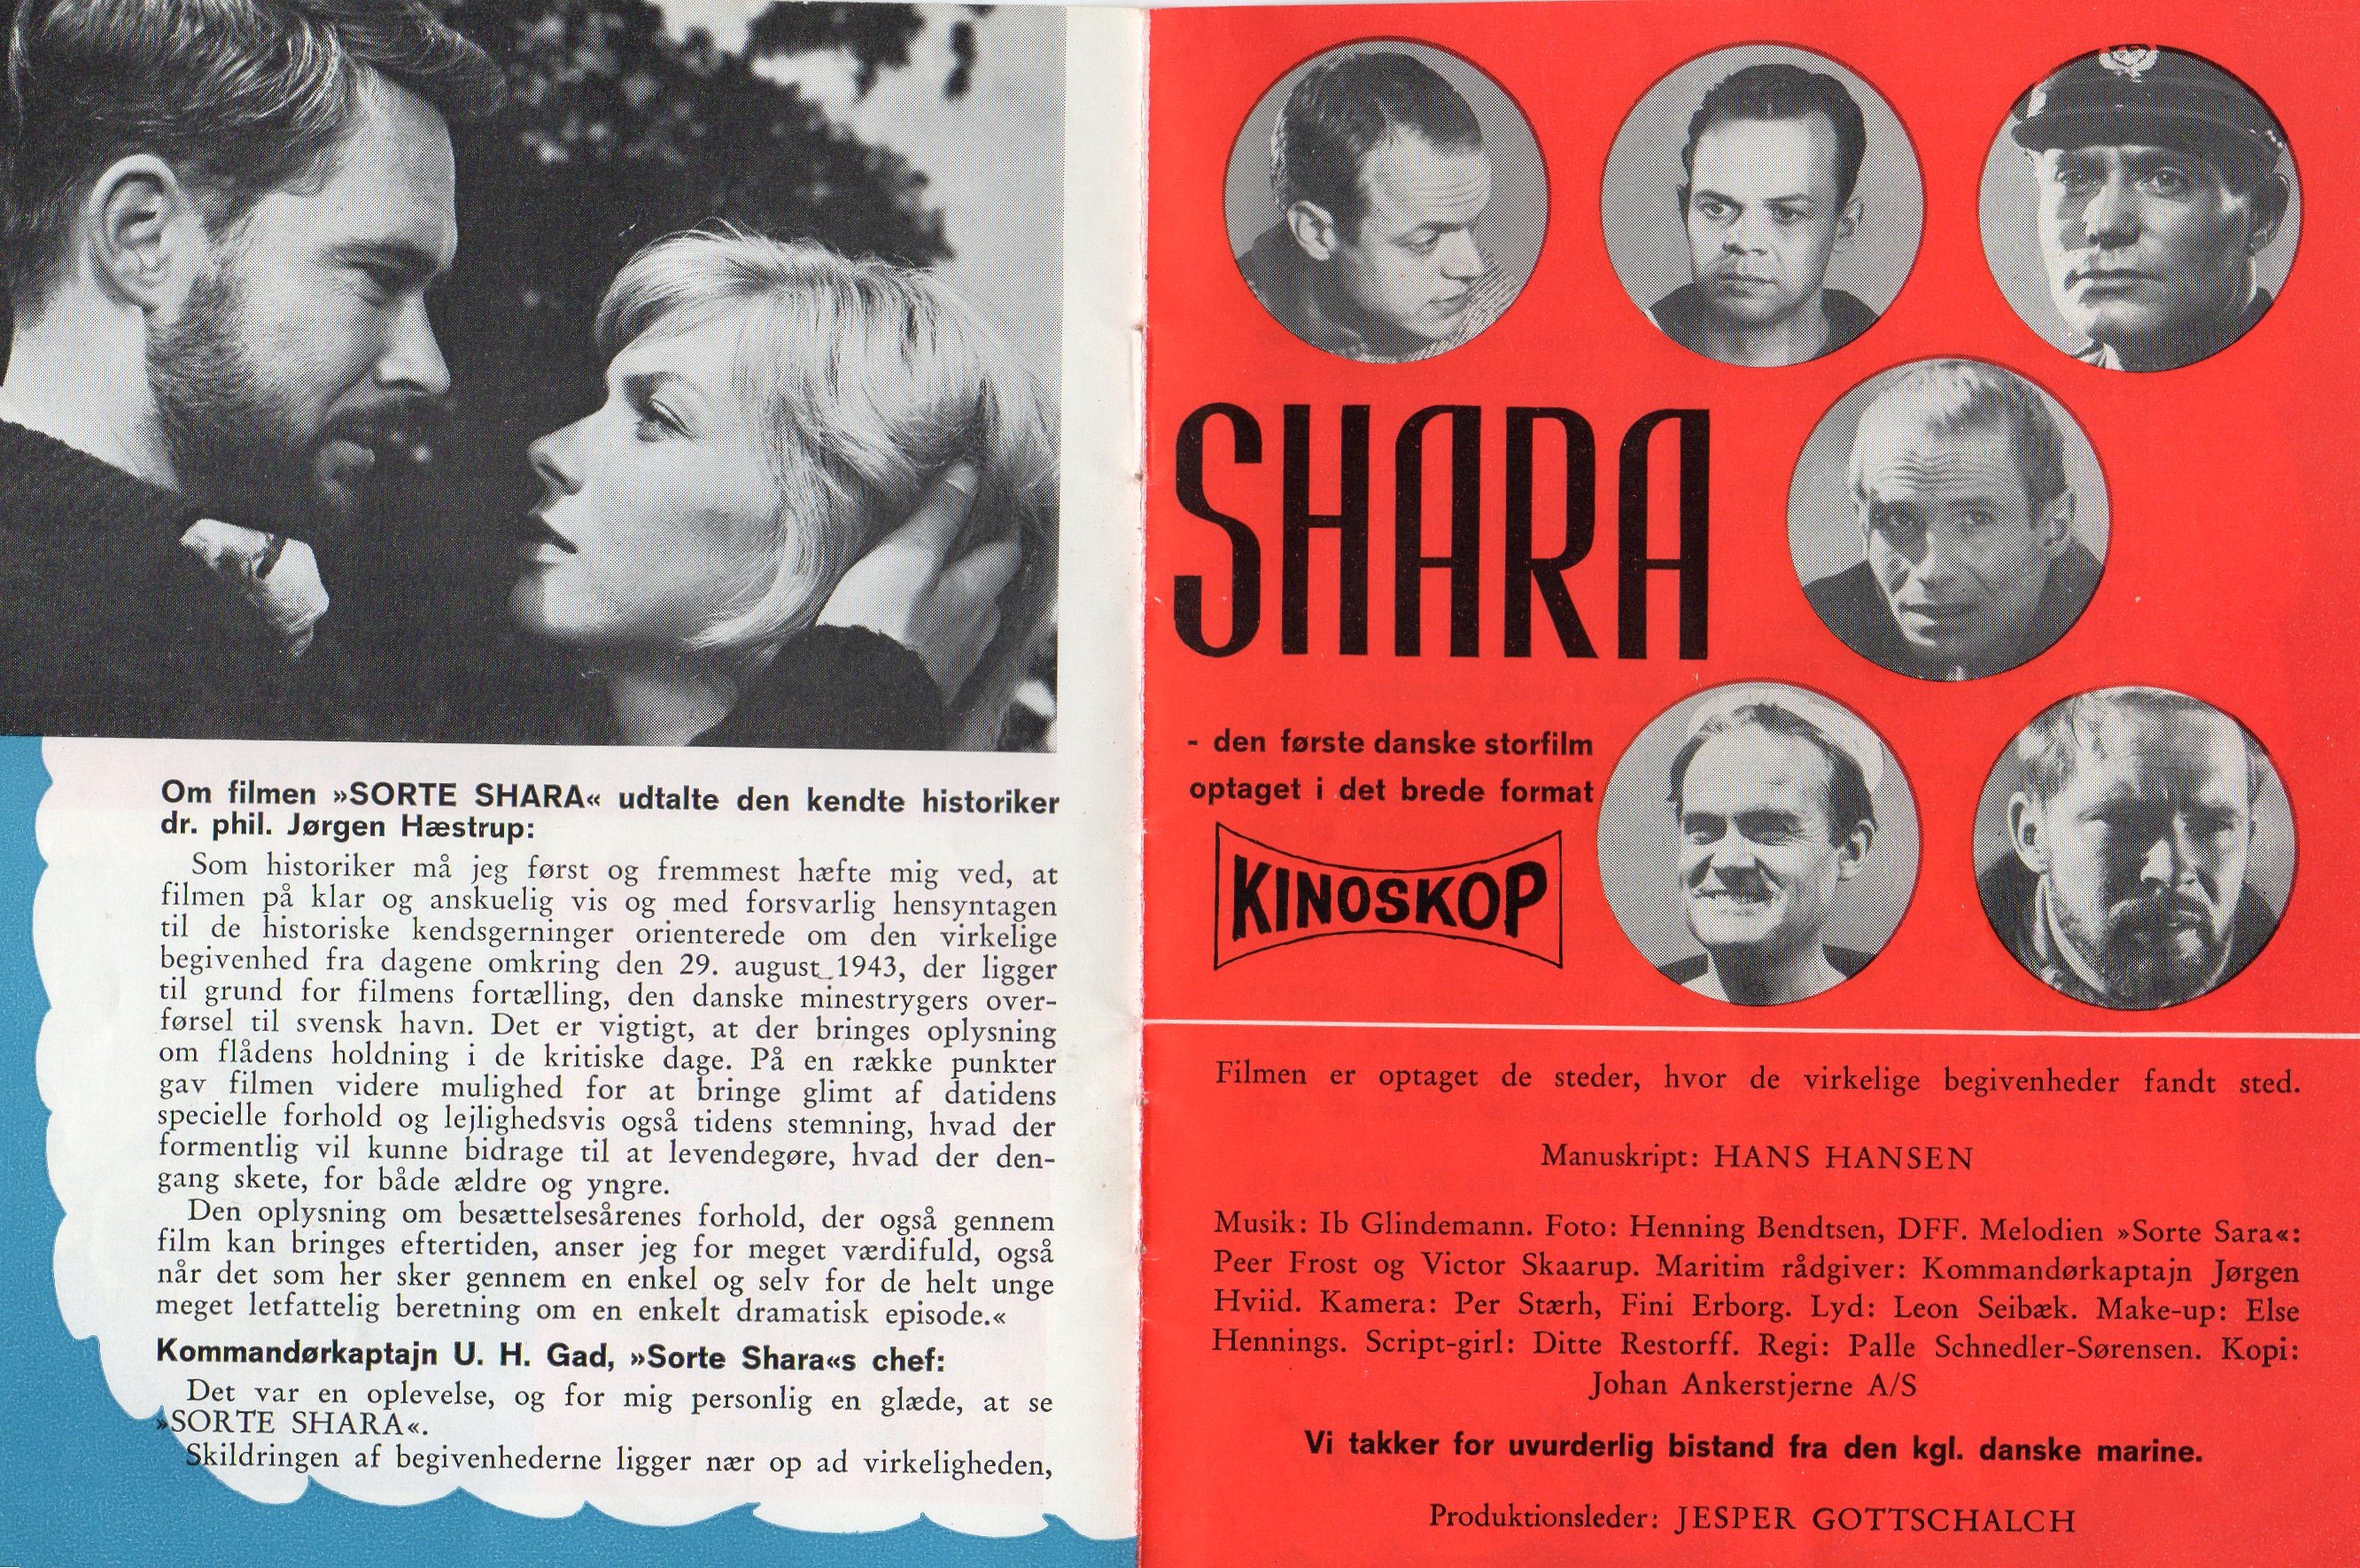 Om filmen »SORTE SHARA« udtalte den kendte historiker
dr. phil. Jørgen Hæstrup:
Som historiker må jeg først og fremmest hæfte mig ved, at
filmen på klar og anskuelig vis og med forsvarlig hensyntagen
til de historiske kendsgerninger orienterede om den virkelige
begivenhed fra dagene omkring den 29. august 1943, der ligger
til grund for filmens fortælling, den danske minestrygers over-
førsel til svensk havn. Det er vigtigt, at der bringes oplysning
om flådens holdning i de kritiske dage. På en række punkter
gav filmen videre mulighed for at bringe glimt af datidens
specielle forhold og lejlighedsvis også tidens stemning, hvad der
formentlig vil kunne bidrage til at levendegøre, hvad der den-
gang skete, for både ældre og yngre.
Den oplysning om besættelsesårenes forhold, der også gennem
film kan bringes eftertiden, anser jeg for meget værdifuld, også
når det som her sker gennem en enkel og selv for de helt unge
meget letfattelig beretning om en enkelt dramatisk episode.«
Kommandørkaptajn U. H. Gad, »Sorte Shara«s chef:
Det var en oplevelse, og for mig personlig en glæde, at se
»SORTE SHARA«.
Skildringen af begivenhederne ligger nær op ad virkeligheden,
SHARA
- den første danske storfilm
optaget i det brede format
KINOSKOP
Filmen er optaget de steder, hvor de virkelige begivenheder fandt sted.
Manuskript: HANS HANSEN
Musik: Ib Glindemann. Foto: Henning Bendtsen, DFF. Melodien »Sorte Sara«:
Peer Frost og Victor Skaarup. Maritim rådgiver: Kommandørkaptajn Jørgen
Hviid. Kamera: Per Stærh, Fini Erborg. Lyd: Leon Seibæk. Make-up: Else
Hennings. Script-girl: Ditte Restorff. Regi: Palle Schnedler-Sørensen. Kopi:
Johan Ankerstjerne A/S
Vi takker for uvurderlig bistand fra den kgl. danske marine.
Produktionsleder: JESPER GOTTSCHALCH